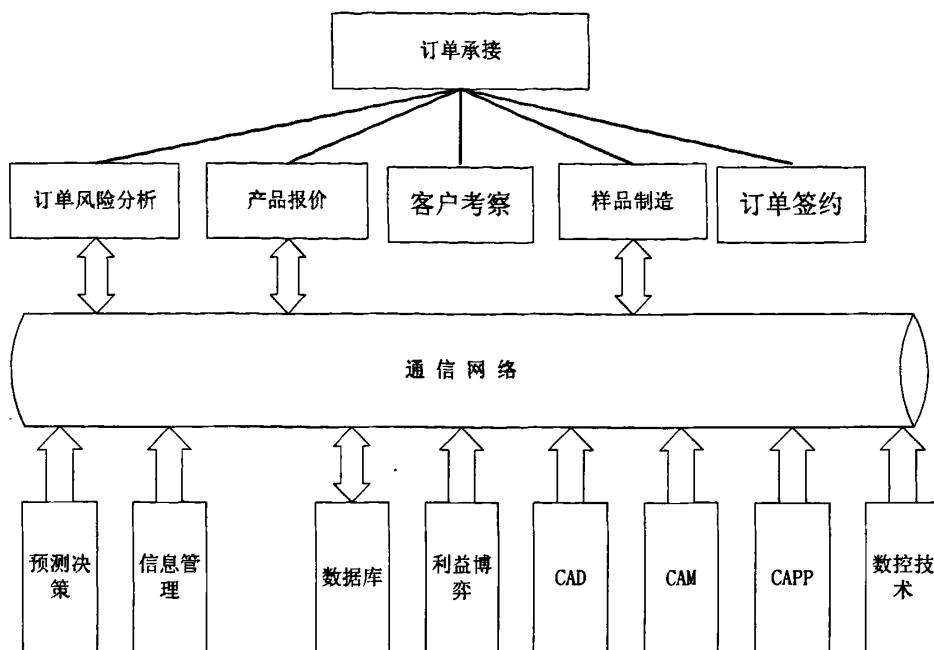 订单承接
订单风险分析
产品报价
客户考察
样品制造
订单签约
通信网络
预测决
策
信息管
理
数据库
利益博
弈
CAD
CAM
CAPP
数控技
术